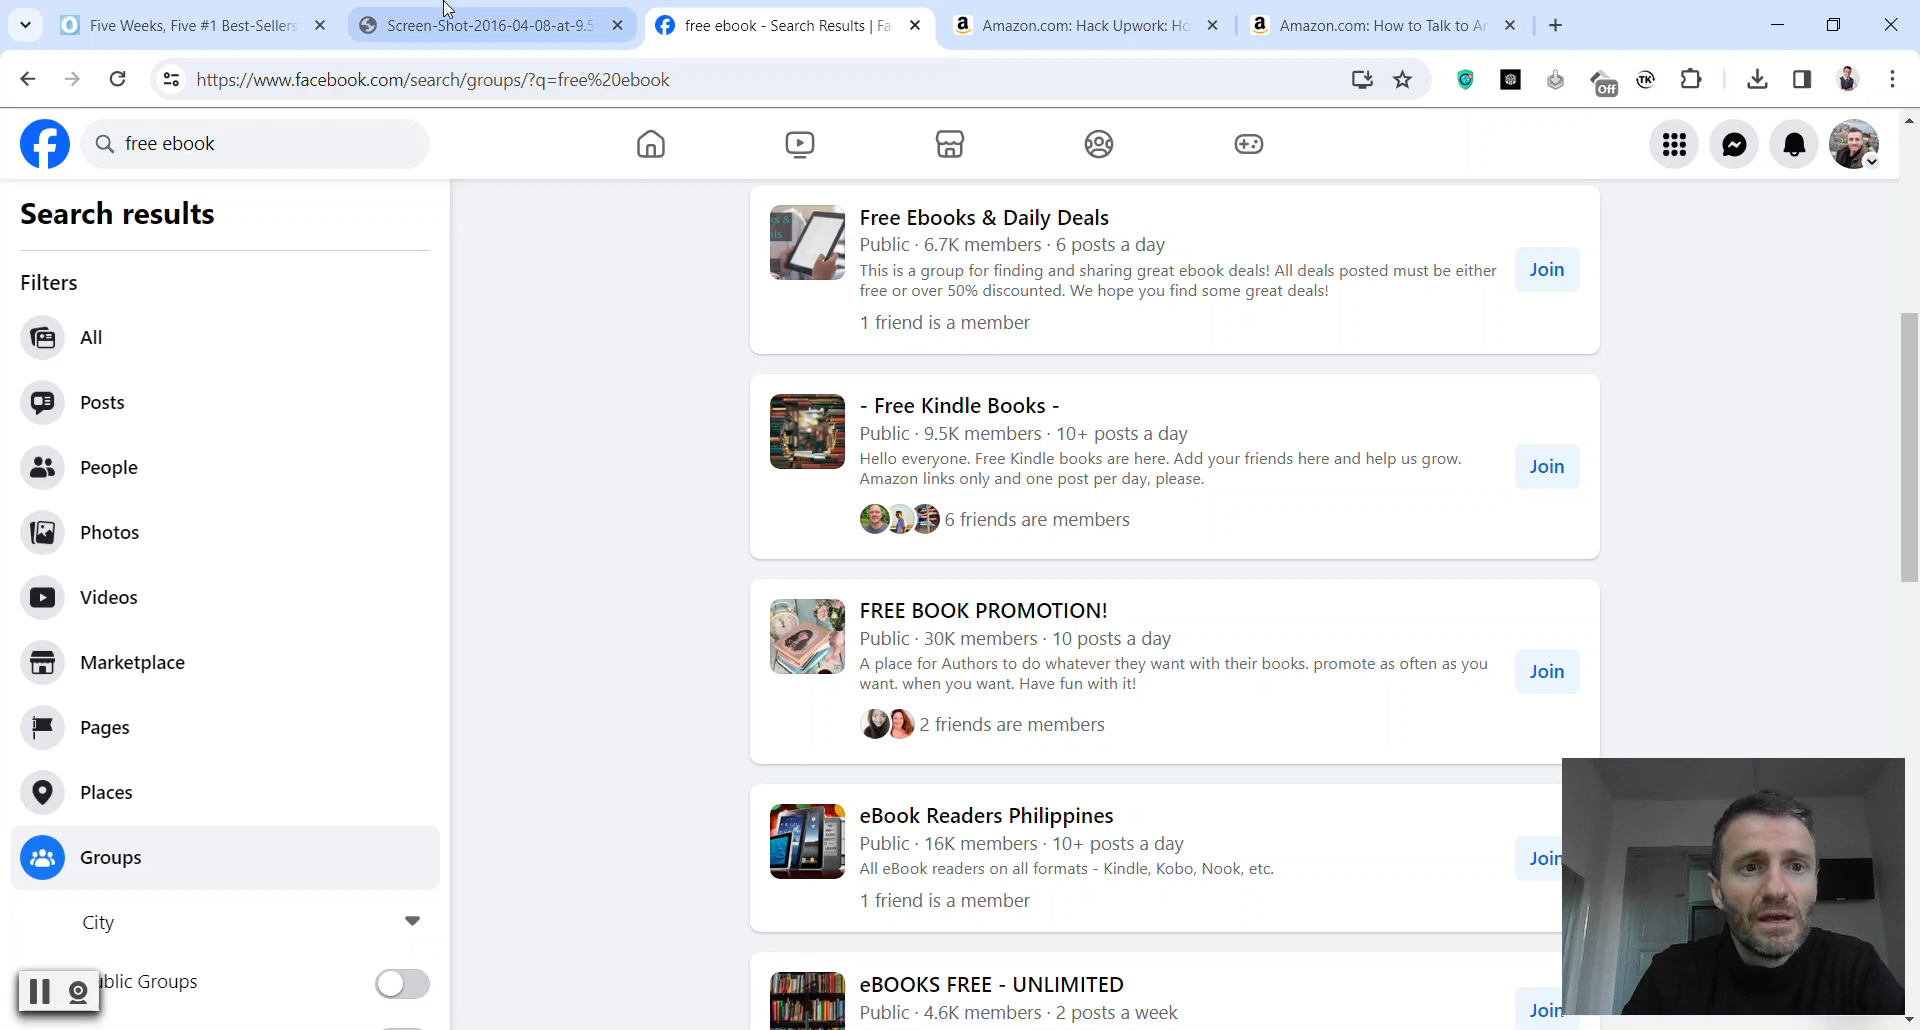 Five Weeks, Five #1 Best-Sellers
Screen-Shot-2016-04-08-at-9.5
free ebook - Search Results | Fa
Amazon.com: Hack Upwork: Ho
Amazon.com: How to Talk to Ar
https://www.facebook.com/search/groups/?q=free%20ebook
Off
TK
free ebook
Search results
Filters
All
Posts
People
Photos
Videos
Marketplace
Pages
Places
Groups
City
ublic Groups
Free Ebooks & Daily Deals
Public · 6.7K members · 6 posts a day
This is a group for finding and sharing great ebook deals! All deals posted must be either
free or over 50% discounted. We hope you find some great deals!
1 friend is a member
Join
- Free Kindle Books -
Public · 9.5K members · 10+ posts a day
Hello everyone. Free Kindle books are here. Add your friends here and help us grow.
Amazon links only and one post per day, please.
6 friends are members
Join
FREE BOOK PROMOTION!
Public · 30K members · 10 posts a day
A place for Authors to do whatever they want with their books. promote as often as you
want. when you want. Have fun with it!
2 friends are members
Join
eBook Readers Philippines
Public · 16K members · 10+ posts a day
All eBook readers on all formats - Kindle, Kobo, Nook, etc.
1 friend is a member
Join
eBOOKS FREE - UNLIMITED
Public · 4.6K members · 2 posts a week
Join